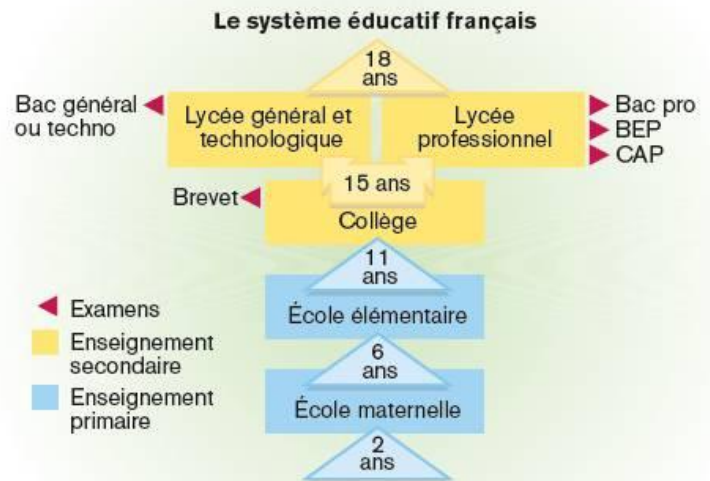 Le système éducatif français
18
ans
Bac général
ou techno
Lycée général et
technologique
Lycée
professionnel
Bac pro
BEP
CAP
15 ans
Brevet
Collège
11
ans
École élémentaire
6
ans
École maternelle
2
ans
Examens
Enseignement
secondaire
Enseignement
primaire